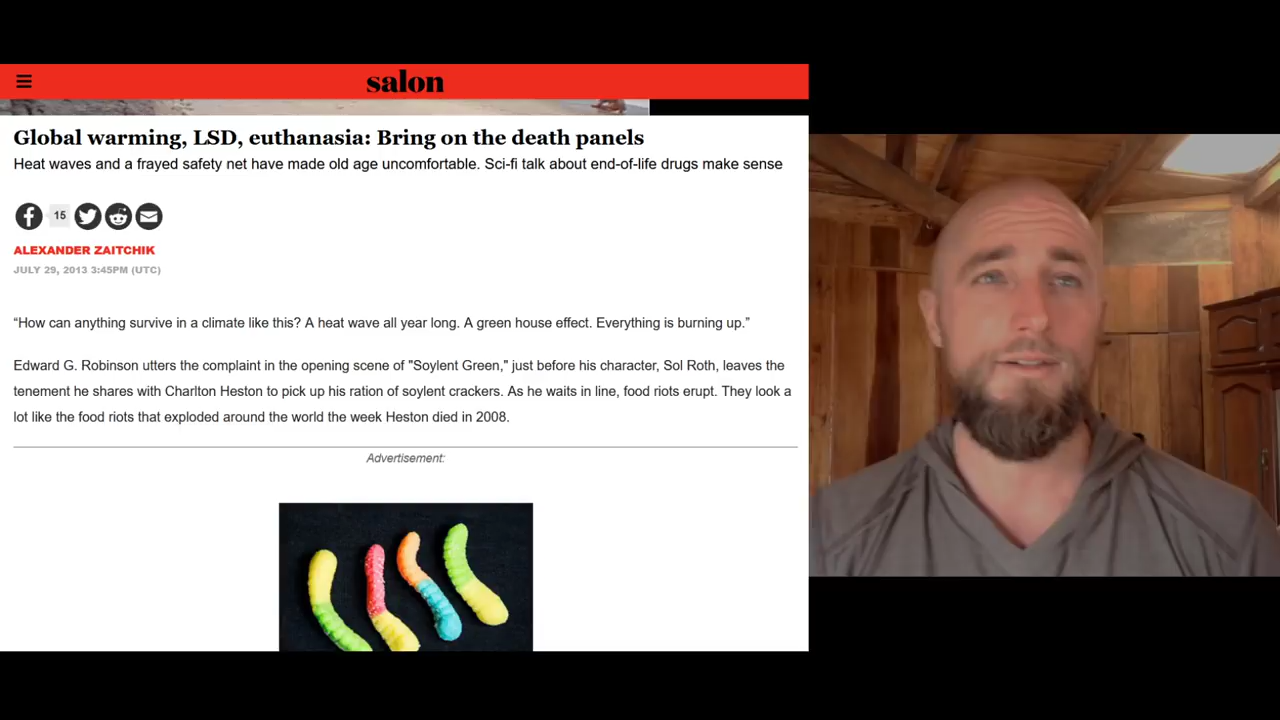 salon
Global warming, LSD, euthanasia: Bring on the death panels
Heat waves and a frayed safety net have made old age uncomfortable. Sci-fi talk about end-of-life drugs make sense
15
ALEXANDER ZAITCHIK
JULY 29, 2013 3:45PM (UTC)
“How can anything survive in a climate like this? A heat wave all year long. A green house effect. Everything is burning up.”
Edward G. Robinson utters the complaint in the opening scene of "Soylent Green," just before his character, Sol Roth, leaves the
tenement he shares with Charlton Heston to pick up his ration of soylent crackers. As he waits in line, food riots erupt. They look a
lot like the food riots that exploded around the world the week Heston died in 2008.
Advertisement: